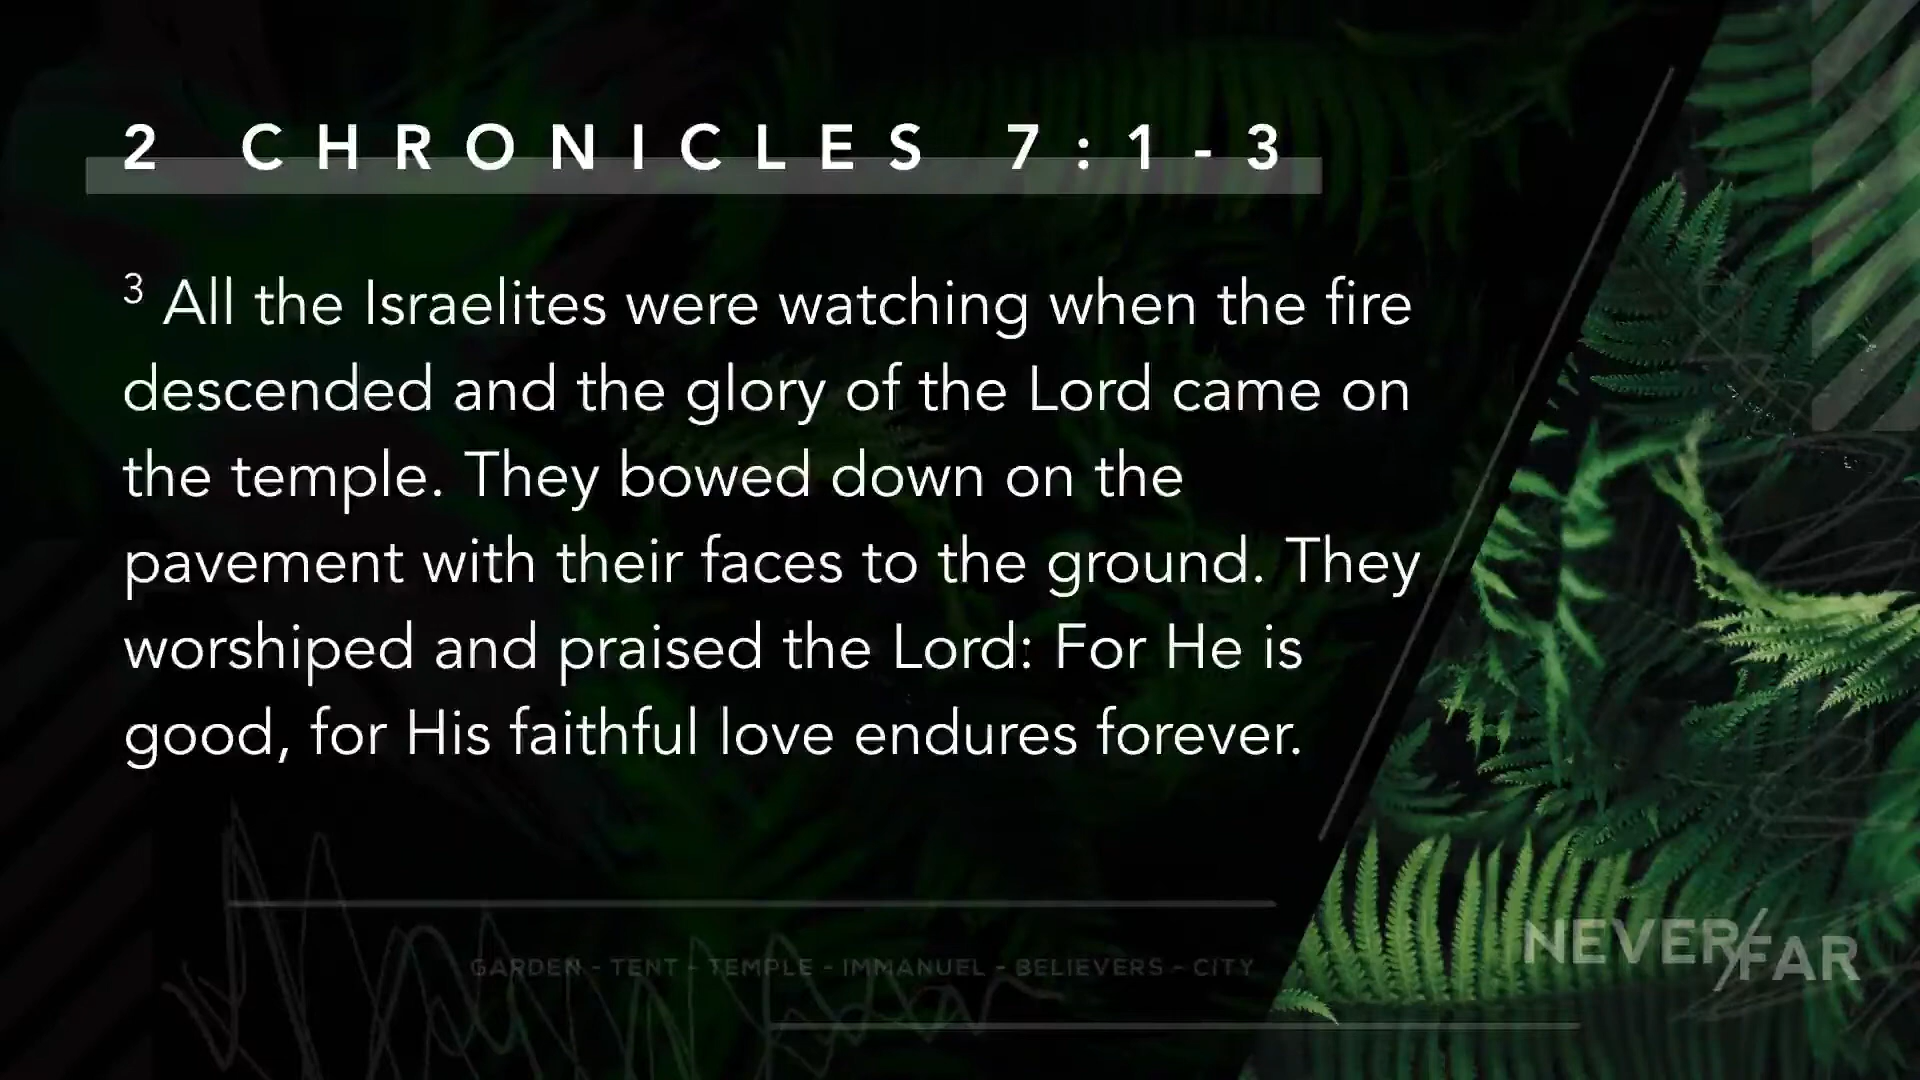 2 CHRONICLES 7:1-3
3 All the Israelites were watching when the fire
descended and the glory of the Lord came on
the temple. They bowed down on the
pavement with their faces to the ground. They
worshiped and praised the Lord: For He is
good, for His faithful love endures forever.
GARDEN - TENT - TEMPLE - IMMANUEL - BELIEVERS - CITY
NEVER/FAR